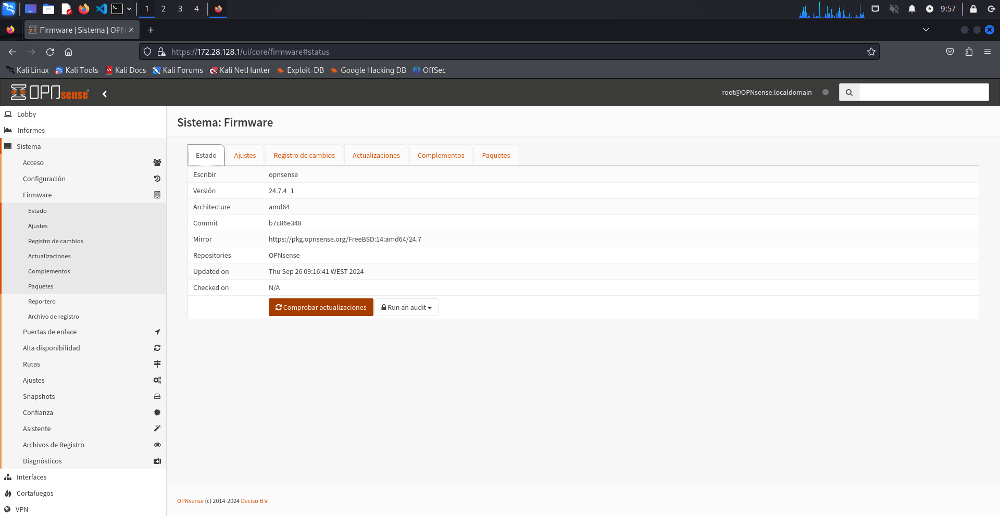 1 2 3 4 9:57
Firmware | Sistema | OPN
https://172.28.128.1/ui/core/firmware#status
Kali Linux Kali Tools Kali Docs Kali Forums Kali NetHunter Exploit-DB Google Hacking DB OffSec
OPNsense root@OPNsense.localdomain
Lobby
Informes
Sistema
Acceso
Configuración
Firmware
Estado
Ajustes
Registro de cambios
Actualizaciones
Complementos
Paquetes
Reportero
Archivo de registro
Puertas de enlace
Alta disponibilidad
Rutas
Ajustes
Snapshots
Confianza
Asistente
Archivos de Registro
Diagnósticos
Interfaces
Cortafuegos
VPN
Sistema: Firmware
Estado Ajustes Registro de cambios Actualizaciones Complementos Paquetes
Escribir opnsense
Versión 24.7.4_1
Architecture amd64
Commit b7c86e348
Mirror https://pkg.opnsense.org/FreeBSD:14:amd64/24.7
Repositories OPNsense
Updated on Thu Sep 26 09:16:41 WEST 2024
Checked on N/A
Comprobar actualizaciones Run an audit
OPNsense (c) 2014-2024 Deciso B.V.